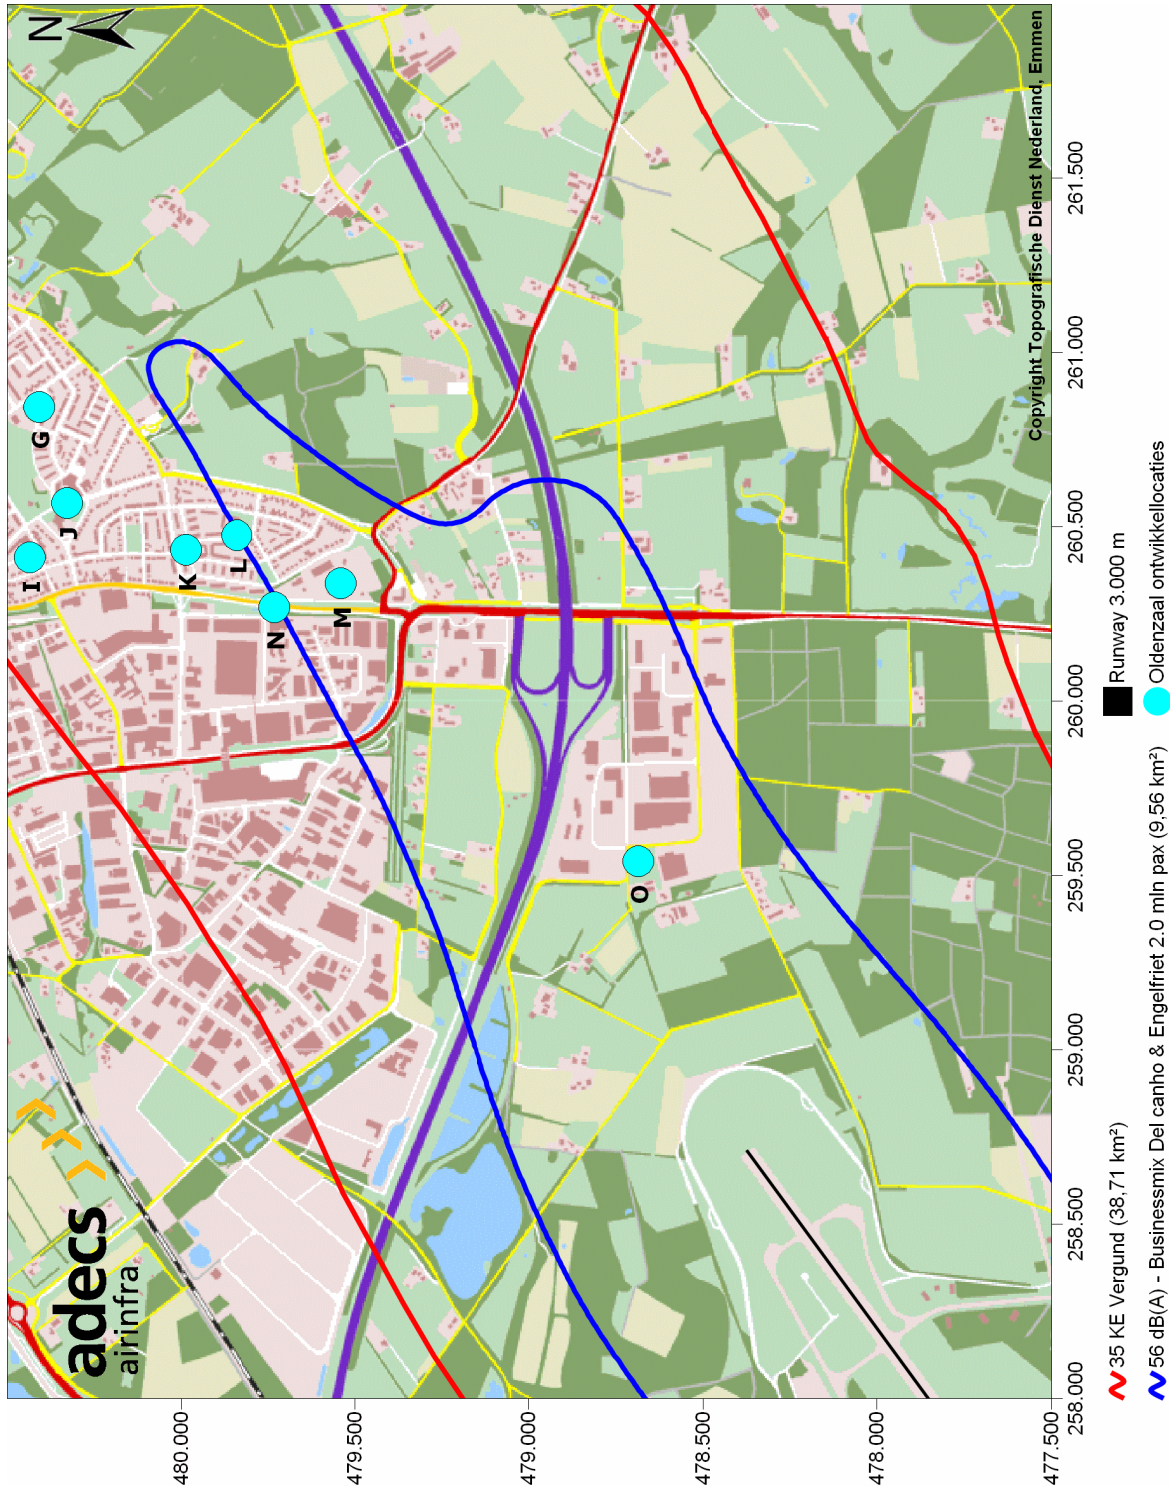 N
adecs
airinfra
G
I
J
K
L
N
M
O
Copyright Topografische Dienst Nederland, Emmen
480.000
479.500
479.000
478.500
478.000
477.500
258.000
258.500
259.000
259.500
260.000
260.500
261.000
261.500
35 KE Vergund (38,71 km²)
Runway 3.000 m
56 dB(A) - Businessmix Del canho & Engelfriet 2.0 mln pax (9,56 km²)
Oldenzaal ontwikkellocaties